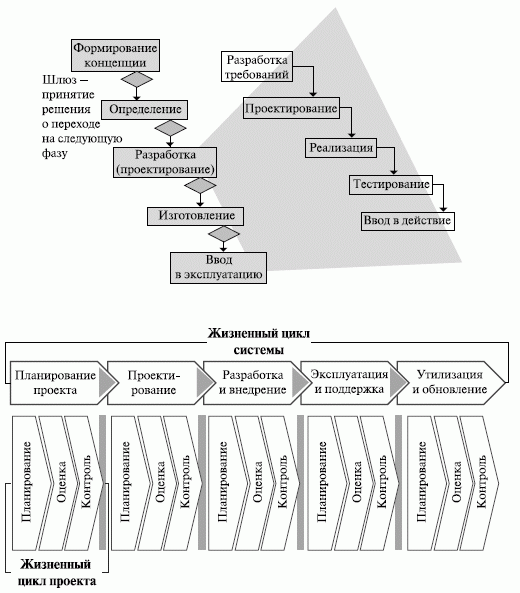 Формирование
концепции
Шлюз –
принятие
решения
о переходе
на следующую
фазу
Определение
Разработка
(проектирование)
Изготовление
Ввод
в эксплуатацию
Разработка
требований
Проектирование
Реализация
Тестирование
Ввод в действие
Жизненный цикл
системы
Планирование
проекта
Проекти-
рование
Разработка
и внедрение
Эксплуатация
и поддержка
Утилизация
и обновление
Планирование
Оценка
Контроль
Планирование
Оценка
Контроль
Планирование
Оценка
Контроль
Планирование
Оценка
Контроль
Планирование
Оценка
Контроль
Жизненный
цикл проекта